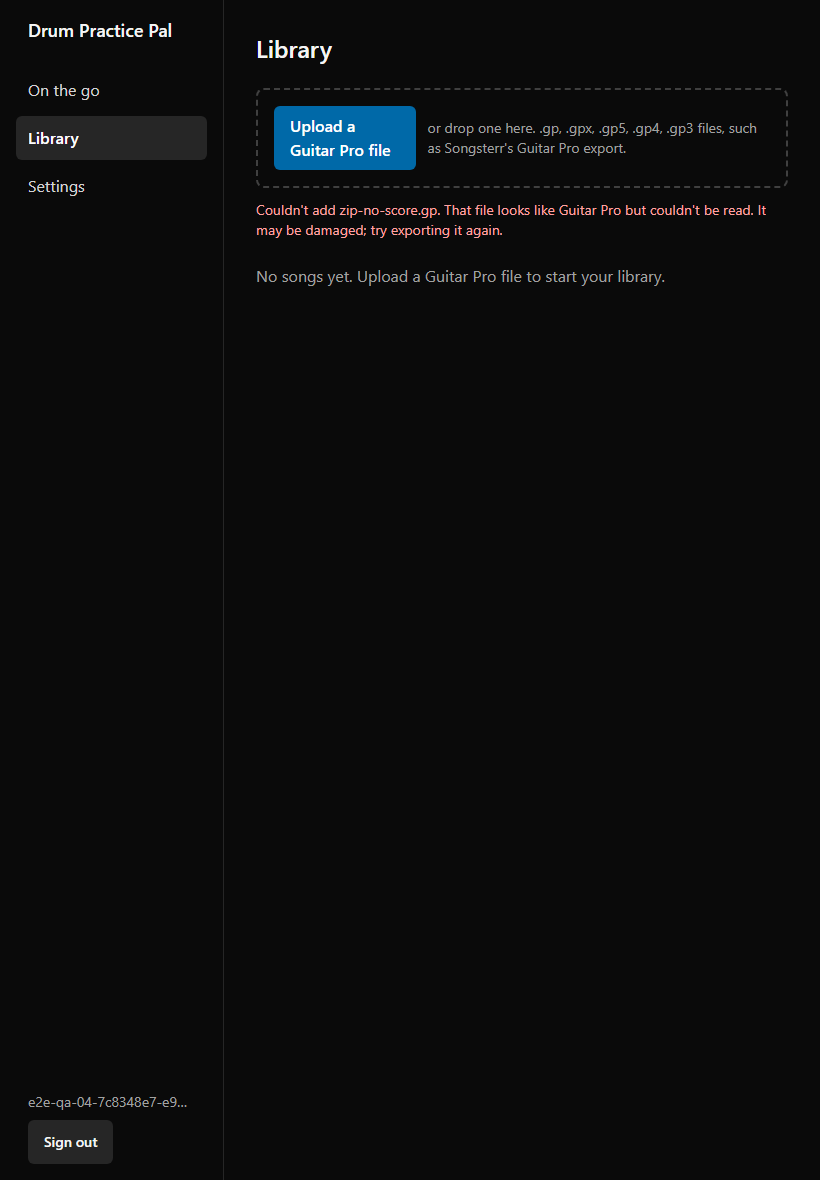 Drum Practice Pal
On the go
Library
Settings
Library
Upload a
Guitar Pro file
or drop one here. .gp, .gpx, .gp5, .gp4, .gp3 files, such
as Songsterr's Guitar Pro export.
Couldn't add zip-no-score.gp. That file looks like Guitar Pro but couldn't be read. It
may be damaged; try exporting it again.
No songs yet. Upload a Guitar Pro file to start your library.
e2e-qa-04-7c8348e7-e9...
Sign out